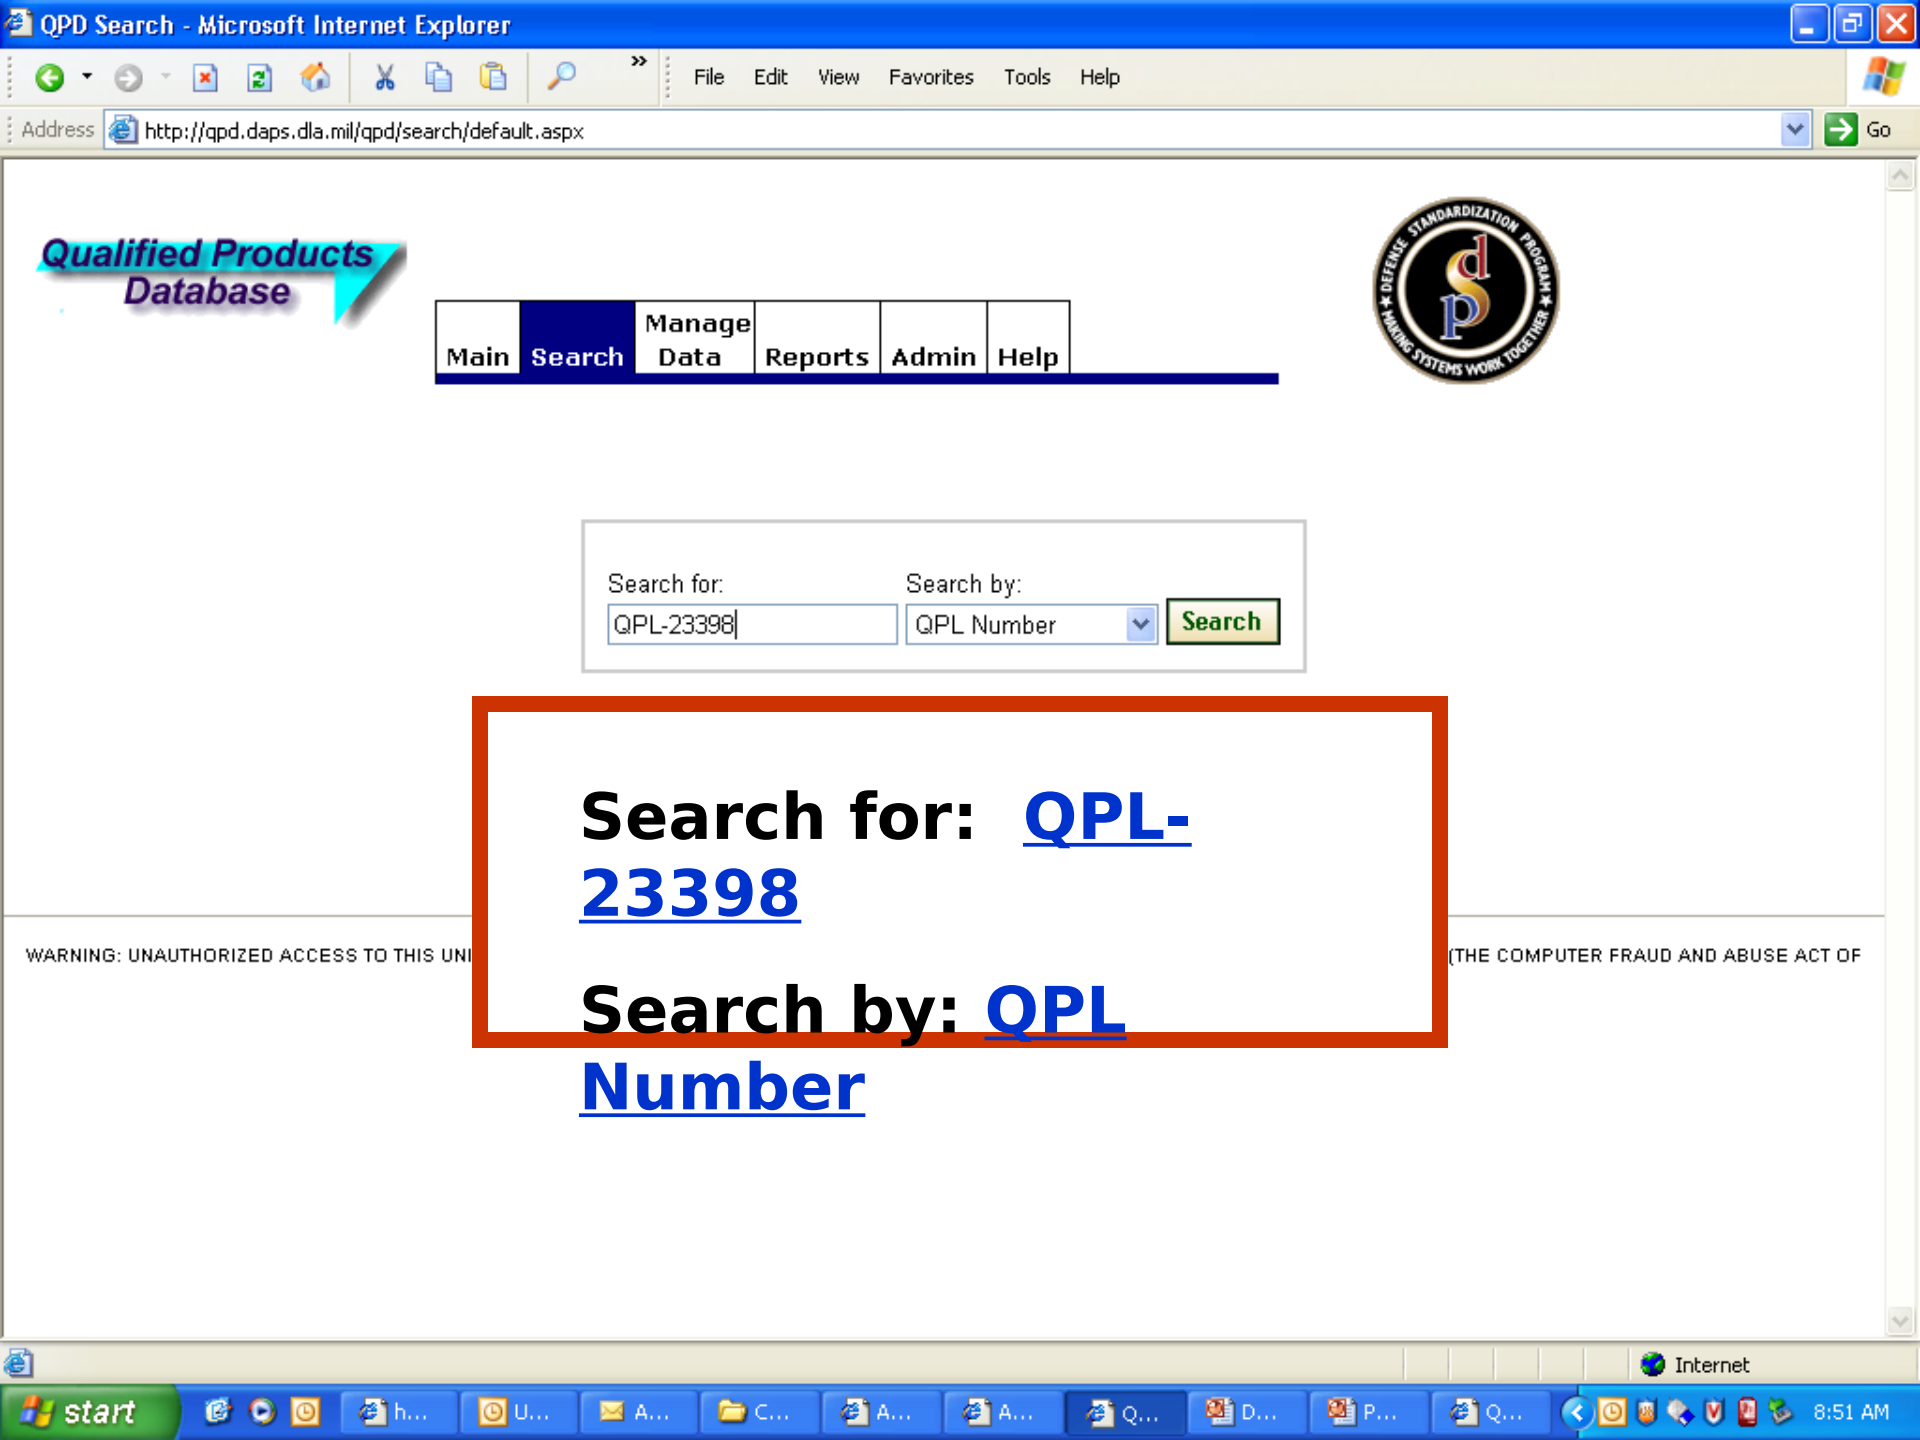 QPD Search - Microsoft Internet Explorer
» File Edit View Favorites Tools Help
Address http://qpd.daps.dla.mil/qpd/search/default.aspx Go
Qualified Products
Database
DEFENSE STANDARDIZATION PROGRAM
MAKING SYSTEMS WORK TOGETHER
dsp
Main Search Manage Data Reports Admin Help
Search for: Search by:
QPL-23398 QPL Number Search
Search for: QPL-
23398
WARNING: UNAUTHORIZED ACCESS TO THIS UNI (THE COMPUTER FRAUD AND ABUSE ACT OF
Search by: QPL
Number
Internet
start h... U... A... C... A... A... Q... D... P... Q... 8:51 AM